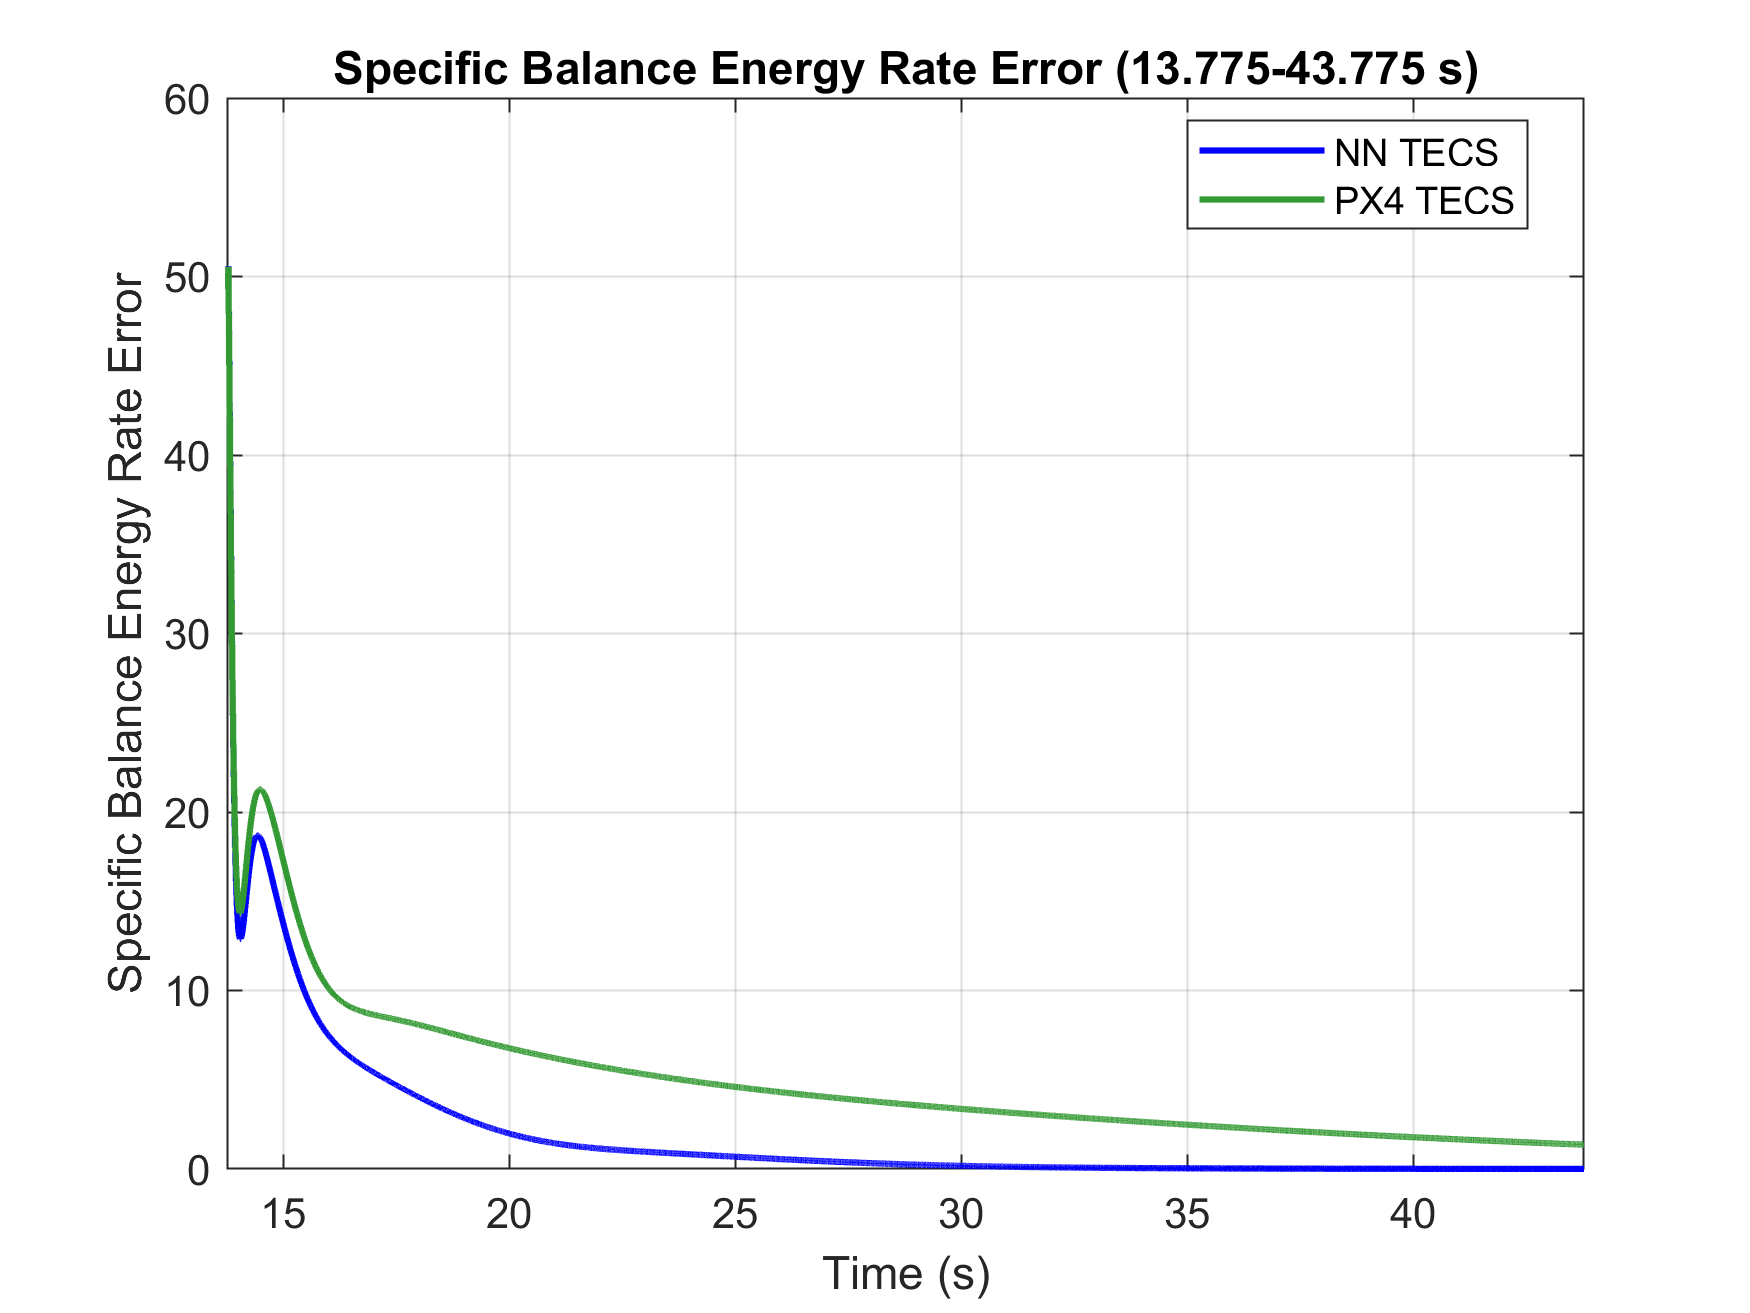 Specific Balance Energy Rate Error (13.775-43.775 s)
NN TECS
PX4 TECS
Specific Balance Energy Rate Error
60
50
40
30
20
10
0
15 20 25 30 35 40
Time (s)